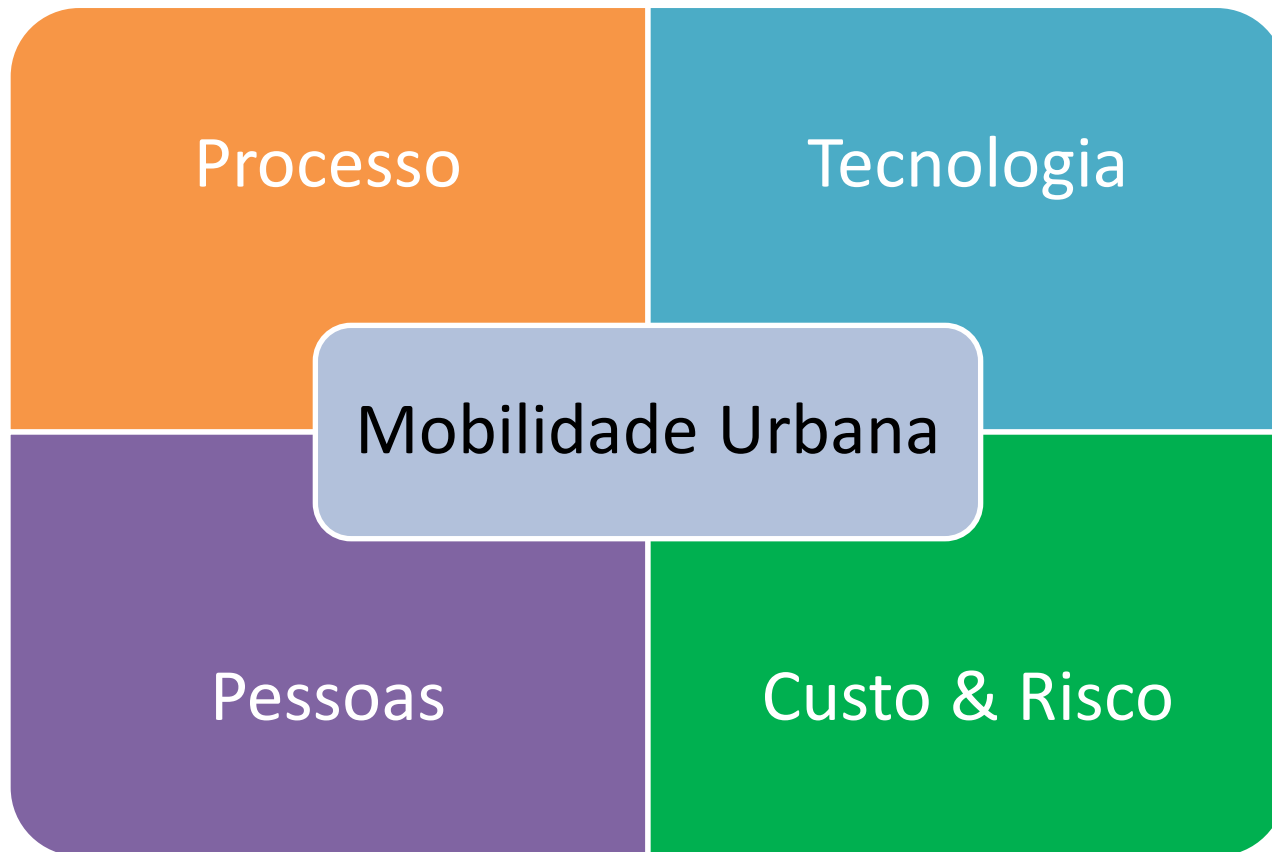 Processo
Tecnologia
Mobilidade Urbana
Pessoas
Custo & Risco